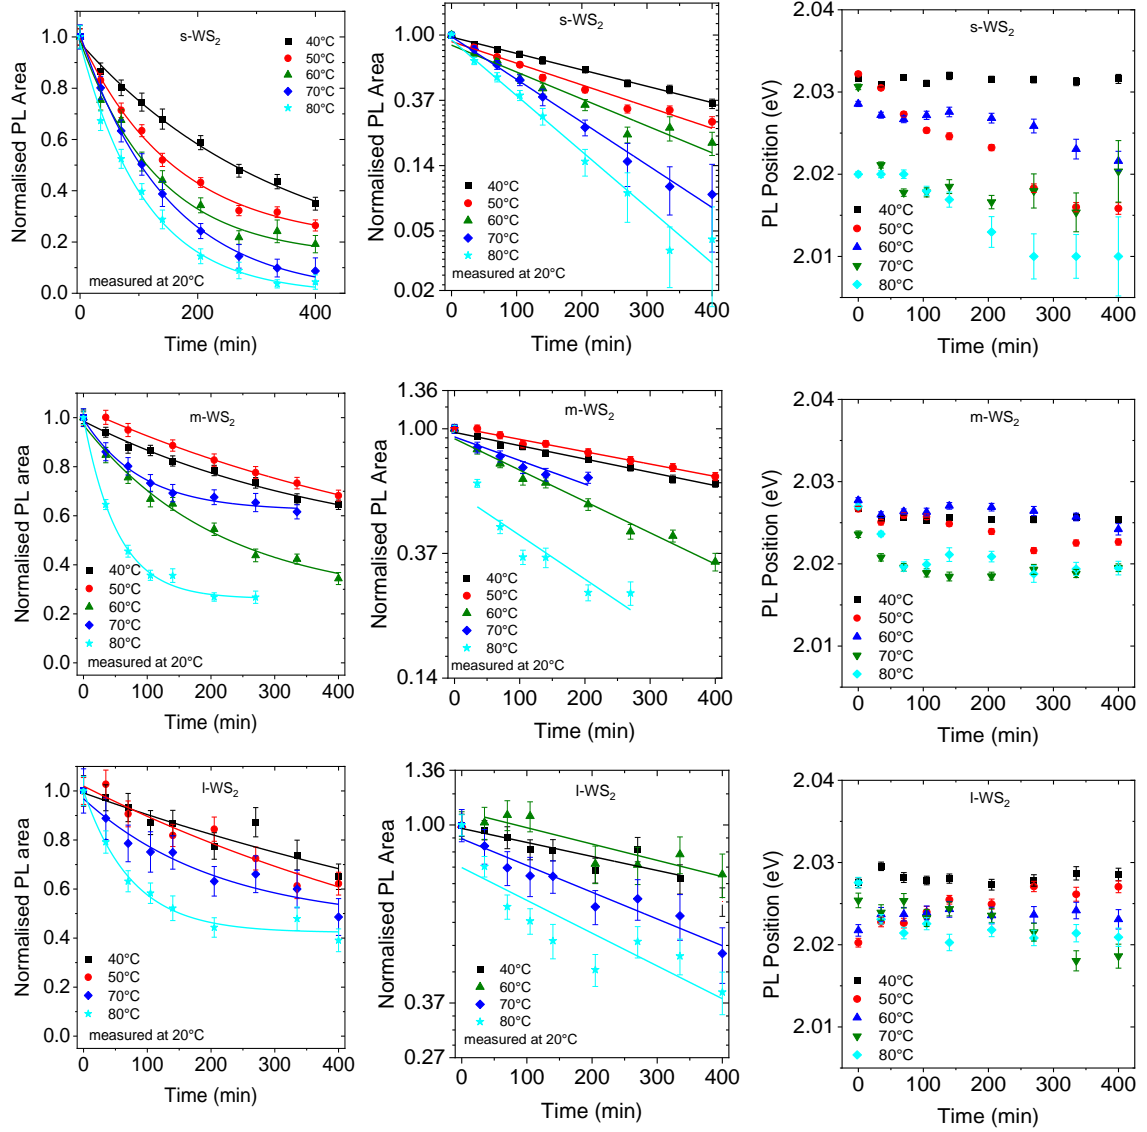 s-WS2
1.0
0.8
0.6
0.4
0.2
0.0
40°C
50°C
60°C
70°C
80°C
measured at 20°C
0
200
400
Time (min)
Normalised PL Area
s-WS2
1.00
0.37
0.14
0.05
0.02
40°C
50°C
60°C
70°C
80°C
measured at 20°C
0
100
200
300
400
Time (min)
Normalised PL Area
s-WS2
2.04
2.03
2.02
2.01
40°C
50°C
60°C
70°C
80°C
0
100
200
300
400
Time (min)
PL Position (eV)
m-WS2
1.0
0.8
0.6
0.4
0.2
0.0
40°C
50°C
60°C
70°C
80°C
measured at 20°C
0
100
200
300
400
Time (min)
Normalised PL area
m-WS2
1.36
1.00
0.37
0.14
40°C
50°C
60°C
70°C
80°C
measured at 20°C
0
100
200
300
400
Time (min)
Normalised PL Area
m-WS2
2.04
2.03
2.02
2.01
40°C
50°C
60°C
70°C
80°C
0
100
200
300
400
Time (min)
PL Position (eV)
l-WS2
1.0
0.8
0.6
0.4
0.2
0.0
40°C
50°C
70°C
80°C
measured at 20°C
0
100
200
300
400
Time (min)
Normalised PL Area
l-WS2
1.36
1.00
0.37
0.27
40°C
60°C
70°C
80°C
measured at 20°C
0
100
200
300
400
Time (min)
Normalized PL Area
l-WS2
2.04
2.03
2.02
2.01
40°C
50°C
60°C
70°C
80°C
0
100
200
300
400
Time (min)
PL Position (eV)